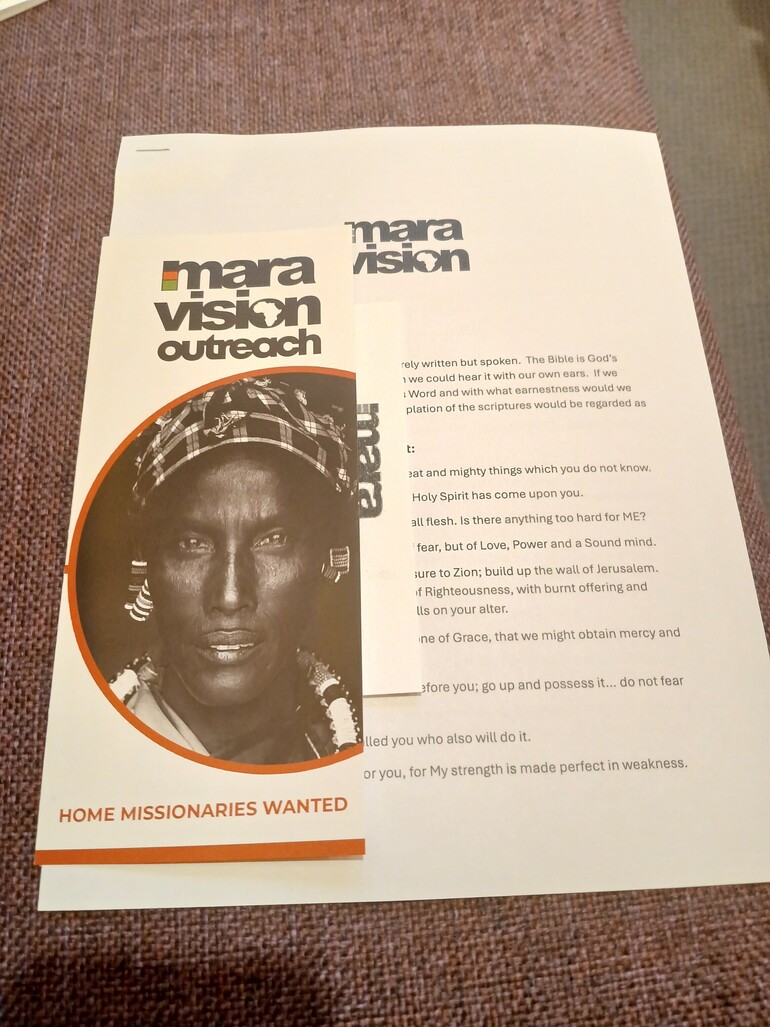 mara
vision
outreach
HOME MISSIONARIES WANTED
mara
vision
mara
rely written but spoken. The Bible is God's
we could hear it with our own ears. If we
Word and with what earnestness would we
plation of the scriptures would be regarded as
t:
eat and mighty things which you do not know.
Holy Spirit has come upon you.
all flesh. Is there anything too hard for ME?
fear, but of Love, Power and a Sound mind.
sure to Zion; build up the wall of Jerusalem.
of Righteousness, with burnt offering and
lls on your alter.
one of Grace, that we might obtain mercy and
efore you; go up and possess it... do not fear
lled you who also will do it.
or you, for My strength is made perfect in weakness.